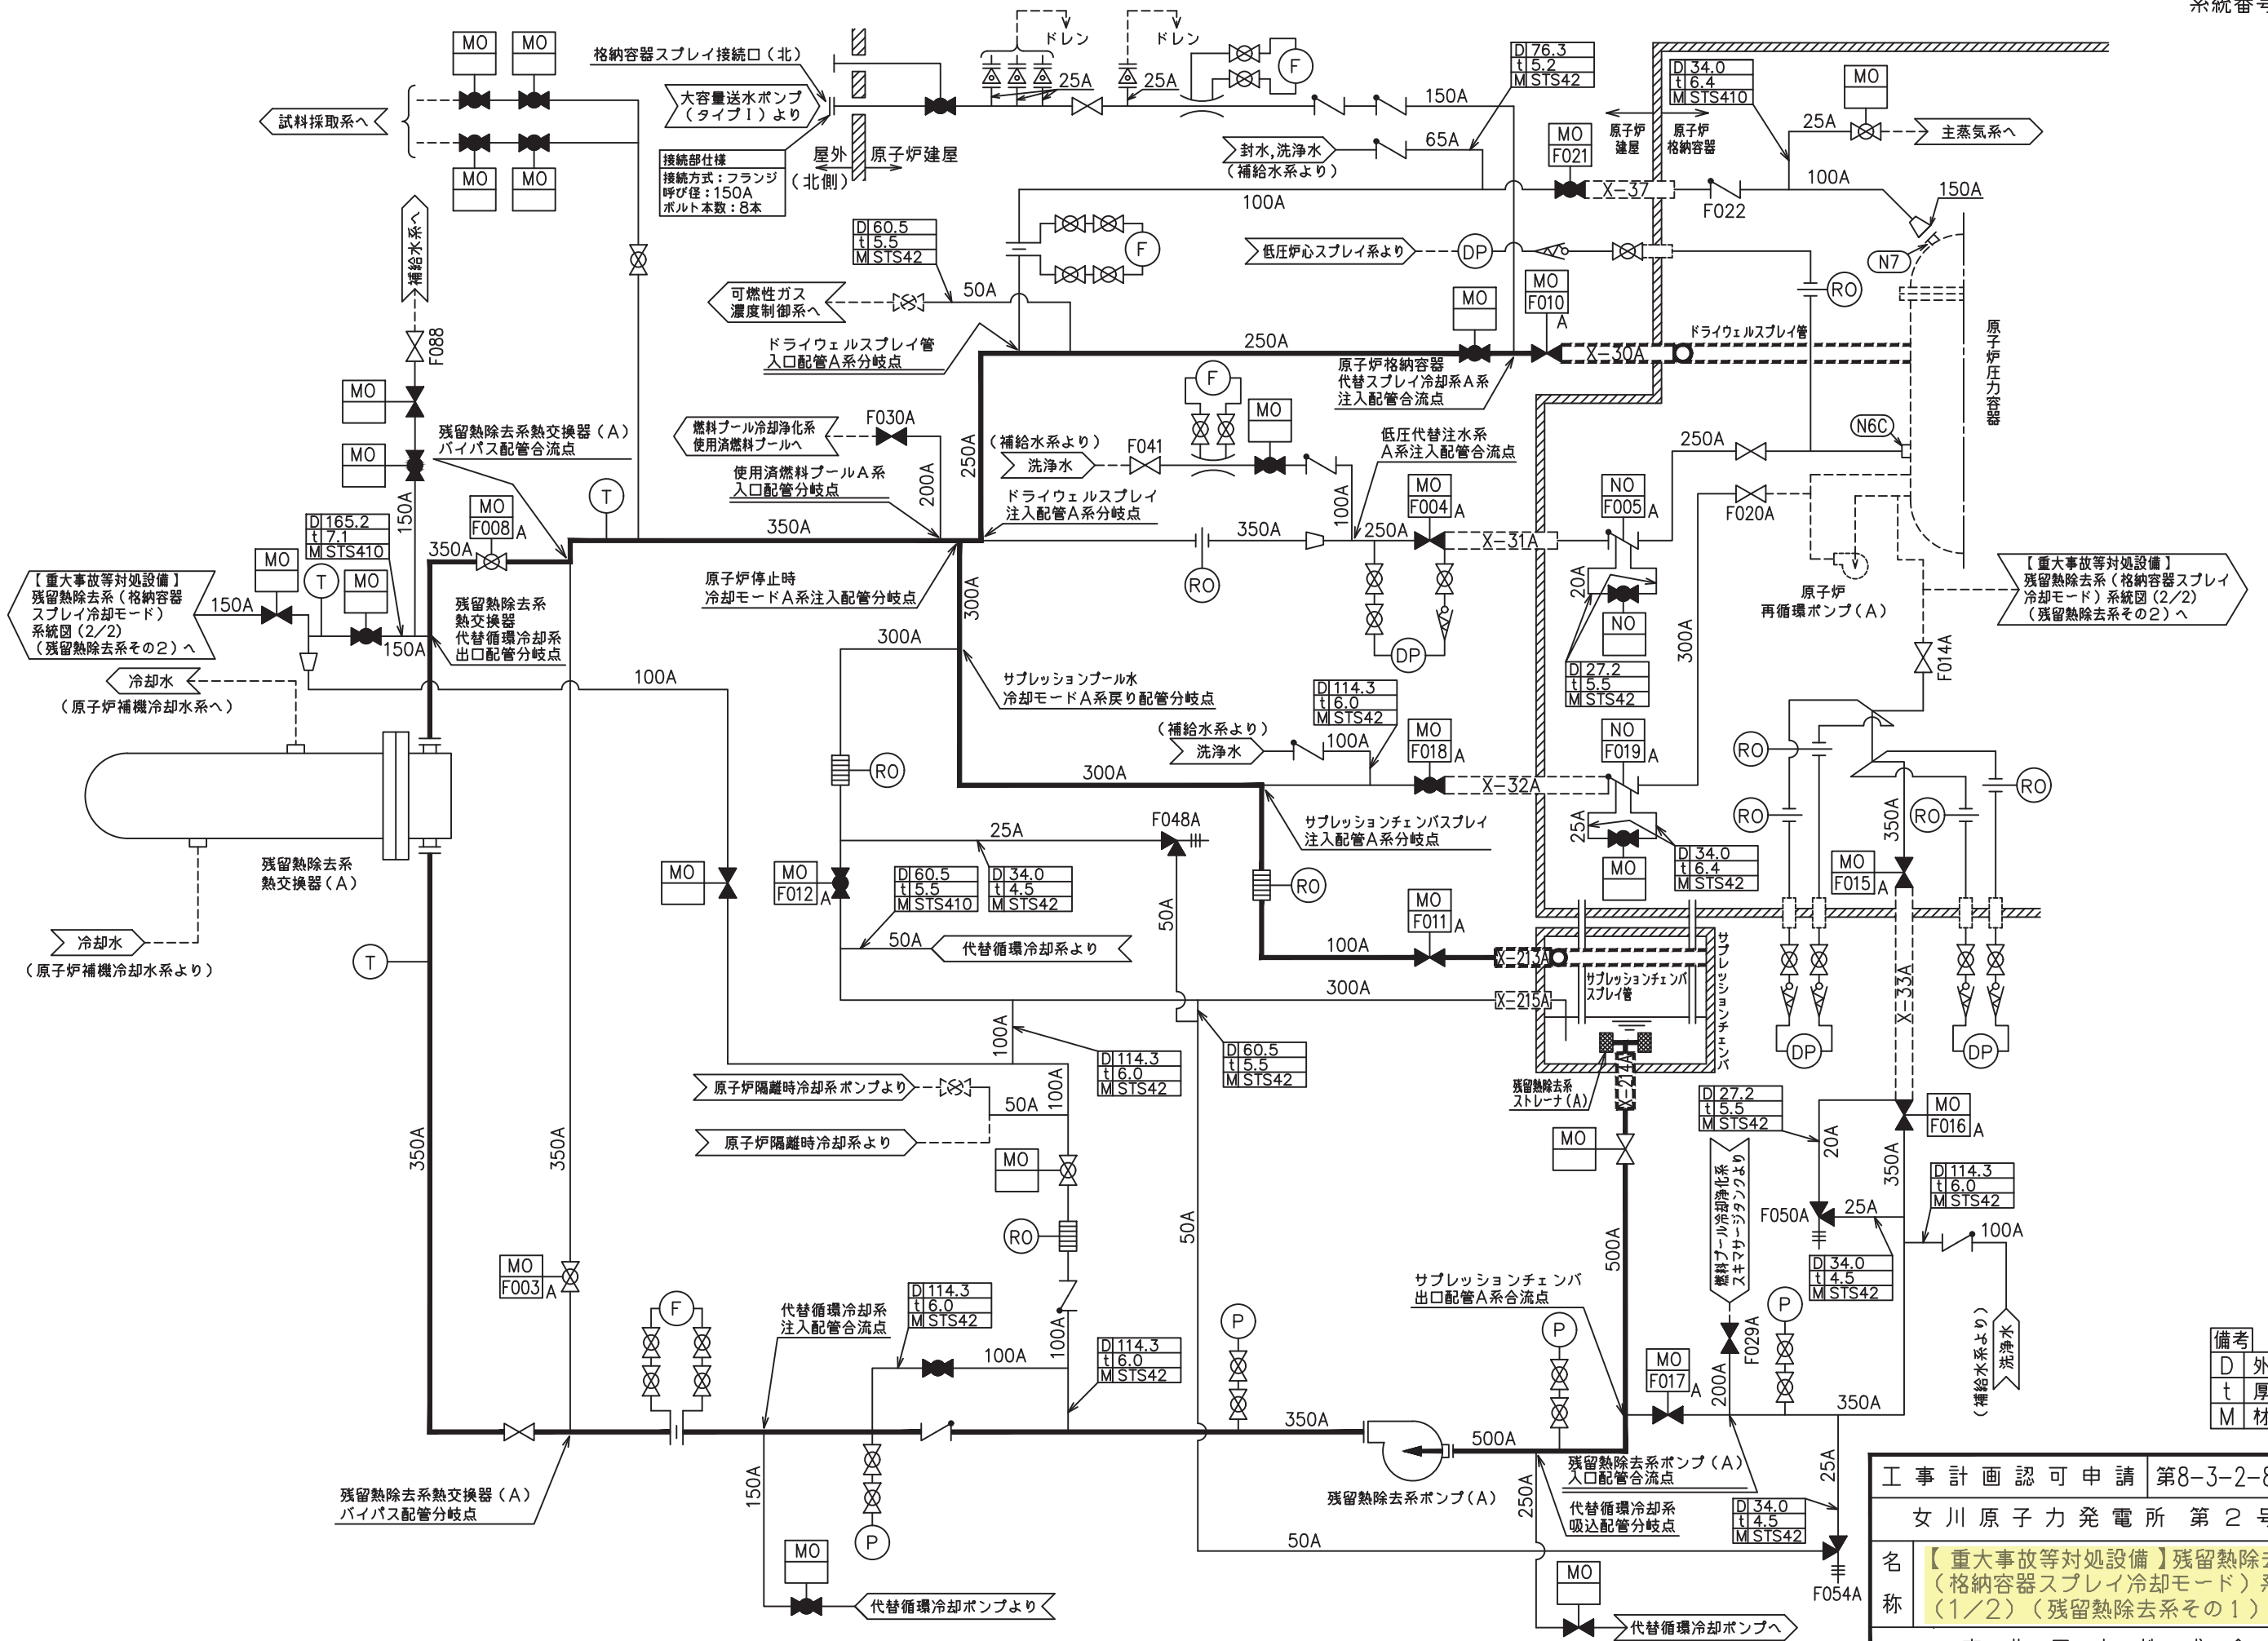 系統番号
MO
MO
試料採取系へ
MO
MO
格納容器スプレイ接続口（北）
大容量送水ポンプ
（タイプⅠ）より
接続部仕様
接続方式：フランジ
呼び径：150A
ボルト本数：8本
屋外
（北側）
原子炉建屋
ドレン
ドレン
25A
25A
F
150A
D 76.3
t 5.2
M STS42
封水,洗浄水
（補給水系より）
65A
MO
F021
X-37
原子炉
建屋
原子炉
格納容器
D 34.0
t 6.4
M STS410
MO
25A
主蒸気系へ
100A
F022
150A
N7
100A
補給水系へ
F088
D 60.5
t 5.5
M STS42
F
低圧炉心スプレイ系より
DP
RO
可燃性ガス
濃度制御系へ
50A
MO
MO
F010
A
ドライウェルスプレイ管
入口配管A系分岐点
250A
X-30A
ドライウェルスプレイ管
原子炉圧力容器
原子炉格納容器
代替スプレイ冷却系A系
注入配管合流点
MO
MO
150A
残留熱除去系熱交換器（A）
バイパス配管合流点
燃料プール冷却浄化系
使用済燃料プールへ
F030A
使用済燃料プールA系
入口配管分岐点
200A
250A
（補給水系より）
洗浄水
F041
F
MO
100A
低圧代替注水系
A系注入配管合流点
N6C
250A
F020A
ドライウェルスプレイ
注入配管A系分岐点
350A
250A
MO
F004
A
X-31A
NO
F005
A
RO
DP
20A
NO
D 27.2
t 5.5
M STS42
300A
原子炉
再循環ポンプ（A）
【重大事故等対処設備】
残留熱除去系（格納容器スプレイ
冷却モード）系統図（2/2）
（残留熱除去系その2）へ
F014A
MO
F008
A
T
350A
350A
D 165.2
t 7.1
M STS410
MO
T
MO
150A
150A
【重大事故等対処設備】
残留熱除去系（格納容器
スプレイ冷却モード）
系統図（2/2）
（残留熱除去系その2）へ
残留熱除去系
熱交換器
代替循環冷却系
出口配管分岐点
原子炉停止時
冷却モードA系注入配管分岐点
300A
300A
冷却水
（原子炉補機冷却水系へ）
100A
サプレッションプール水
冷却モードA系戻り配管分岐点
（補給水系より）
洗浄水
100A
D 114.3
t 6.0
M STS42
MO
F018
A
X-32A
NO
F019
A
25A
MO
D 34.0
t 6.4
M STS42
RO
300A
サプレッションチェンバスプレイ
注入配管A系分岐点
RO
残留熱除去系
熱交換器（A）
冷却水
（原子炉補機冷却水系より）
T
MO
MO
F012
A
25A
F048A
D 60.5
t 5.5
M STS410
D 34.0
t 4.5
M STS42
50A
50A
代替循環冷却系より
MO
F011
A
100A
X-213A
300A
X-215A
サプレッションチェンバ
スプレイ管
サプレッションチェンバ
RO
RO
RO
RO
350A
MO
F015
A
X-33A
DP
DP
100A
D 114.3
t 6.0
M STS42
D 60.5
t 5.5
M STS42
原子炉隔離時冷却系ポンプより
50A
100A
原子炉隔離時冷却系より
MO
RO
残留熱除去系
ストレーナ（A）
X-214A
MO
500A
D 27.2
t 5.5
M STS42
20A
MO
F016
A
350A
F050A
25A
D 34.0
t 4.5
M STS42
D 114.3
t 6.0
M STS42
100A
（補給水系より）
洗浄水
燃料プール冷却浄化系
スキマサージタンクより
F029A
P
350A
350A
50A
MO
F003
A
F
代替循環冷却系
注入配管合流点
D 114.3
t 6.0
M STS42
100A
100A
D 114.3
t 6.0
M STS42
P
サプレッションチェンバ
出口配管A系合流点
P
MO
F017
A
200A
350A
350A
500A
残留熱除去系ポンプ（A）
残留熱除去系ポンプ（A）
入口配管合流点
代替循環冷却系
吸込配管分岐点
250A
25A
D 34.0
t 4.5
M STS42
F054A
残留熱除去系熱交換器（A）
バイパス配管分岐点
150A
P
MO
代替循環冷却ポンプより
50A
MO
代替循環冷却ポンプへ
備考
D 外
t 厚
M 材
工事計画認可申請 第8-3-2-8
女川原子力発電所 第2号
名称
【重大事故等対処設備】残留熱除去
（格納容器スプレイ冷却モード）系
（1/2）（残留熱除去系その1）